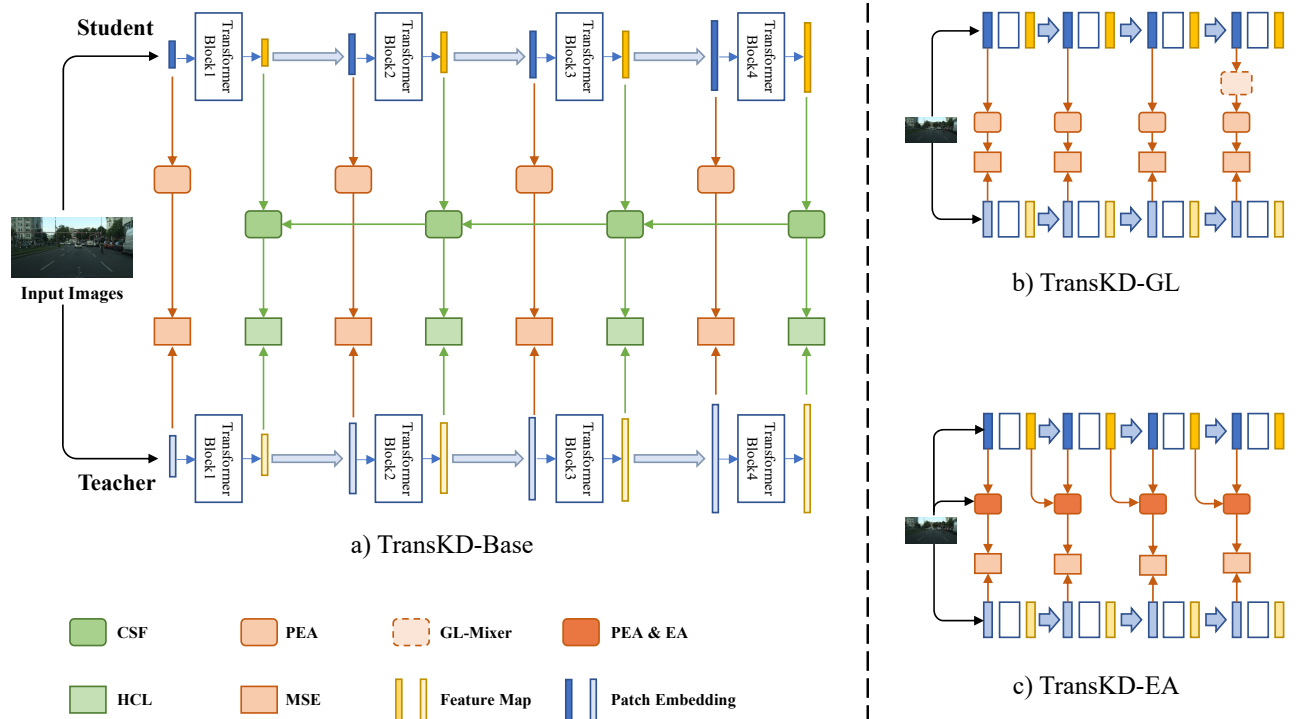 Student
Transformer
Block1
Transformer
Block2
Transformer
Block3
Transformer
Block4
Input Images
Teacher
Transformer
Block1
Transformer
Block2
Transformer
Block3
Transformer
Block4
a) TransKD-Base
CSF
PEA
GL-Mixer
PEA & EA
HCL
MSE
Feature Map
Patch Embedding
b) TransKD-GL
c) TransKD-EA